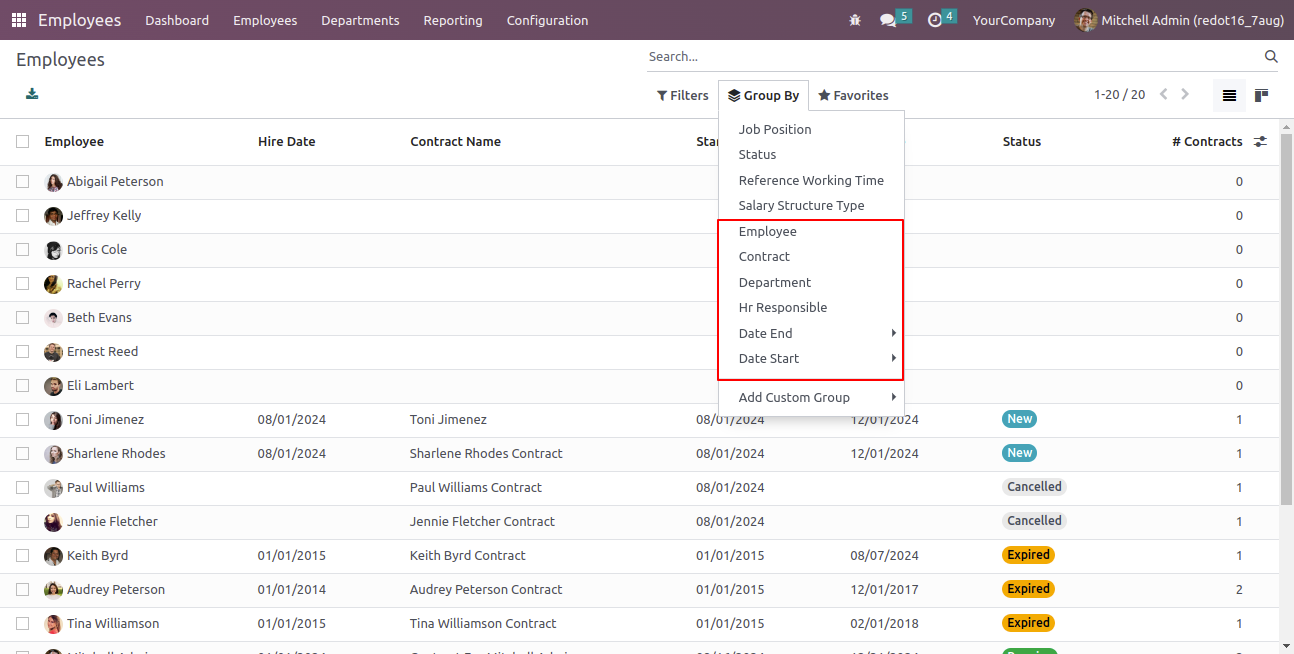 Employees Dashboard Employees Departments Reporting Configuration 5 4 YourCompany Mitchell Admin (redot16_7aug)
Employees Search...
Filters Group By Favorites 1-20 / 20
Employee Hire Date Contract Name Status # Contracts
Job Position
Status
Reference Working Time
Salary Structure Type
Employee
Contract
Department
Hr Responsible
Date End
Date Start
Add Custom Group
Abigail Peterson 0
Jeffrey Kelly 0
Doris Cole 0
Rachel Perry 0
Beth Evans 0
Ernest Reed 0
Eli Lambert 0
Toni Jimenez 08/01/2024 Toni Jimenez 08/01/2024 12/01/2024 New 1
Sharlene Rhodes 08/01/2024 Sharlene Rhodes Contract 08/01/2024 12/01/2024 New 1
Paul Williams Paul Williams Contract 08/01/2024 Cancelled 1
Jennie Fletcher Jennie Fletcher Contract 08/01/2024 Cancelled 1
Keith Byrd 01/01/2015 Keith Byrd Contract 01/01/2015 08/07/2024 Expired 1
Audrey Peterson 01/01/2014 Audrey Peterson Contract 01/01/2015 12/01/2017 Expired 2
Tina Williamson 01/01/2015 Tina Williamson Contract 01/01/2015 02/01/2018 Expired 1